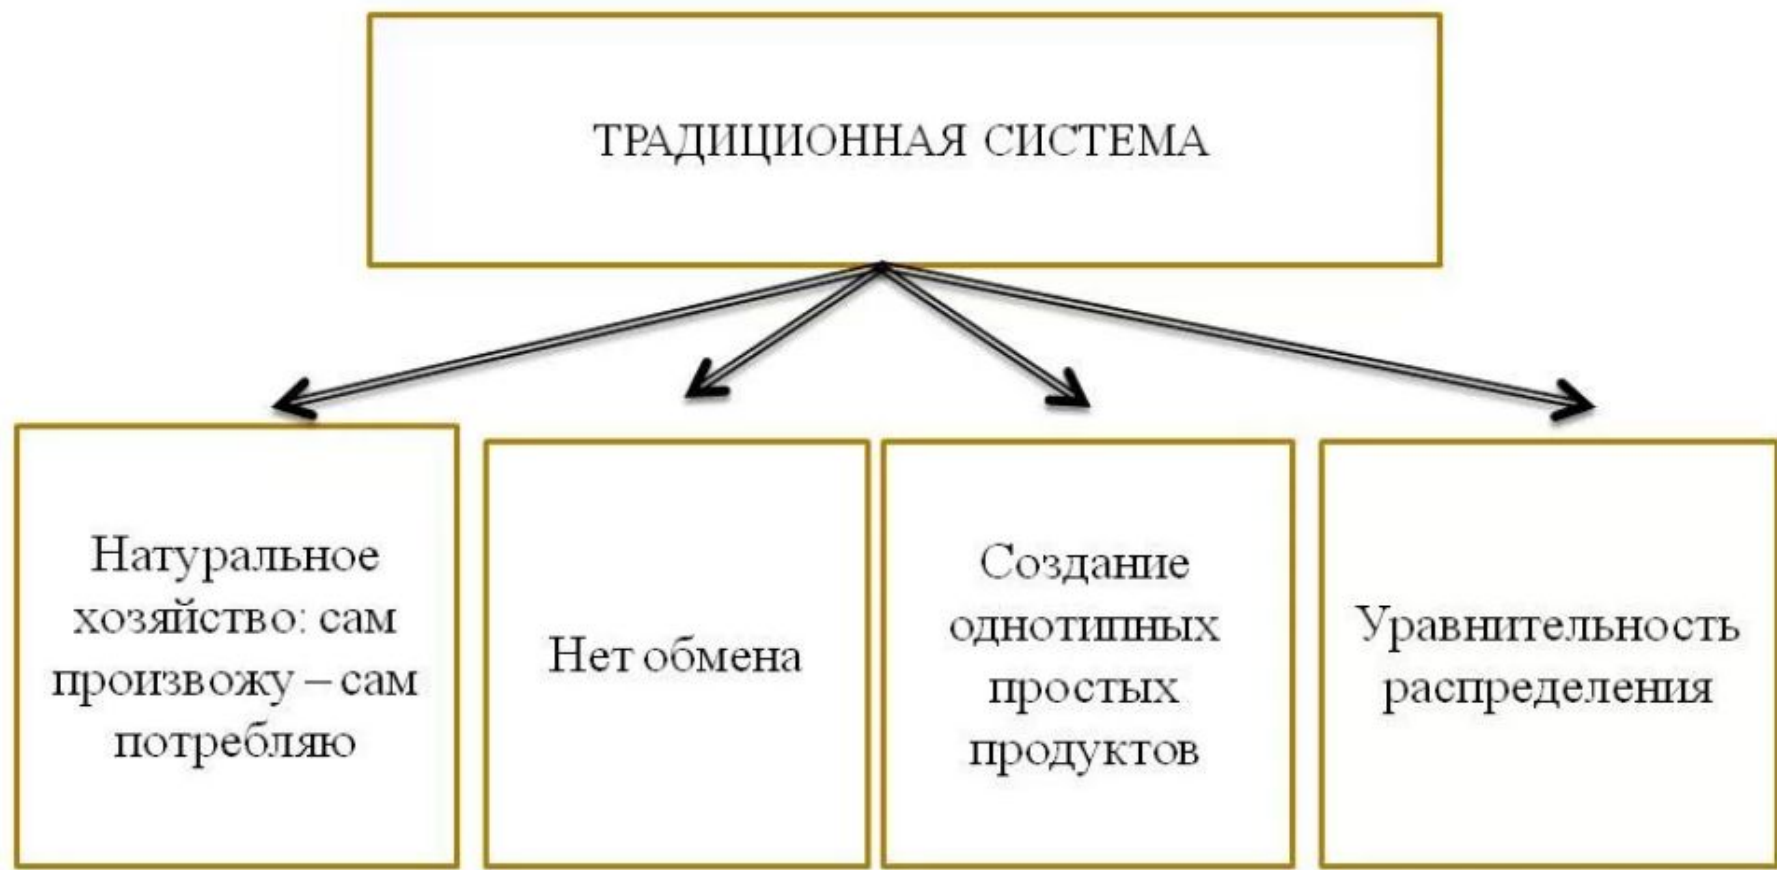 ТРАДИЦИОННАЯ СИСТЕМА
Натуральное
хозяйство: сам
произвожу – сам
потребляю
Нет обмена
Создание
однотипных
простых
продуктов
Уравнительность
распределения